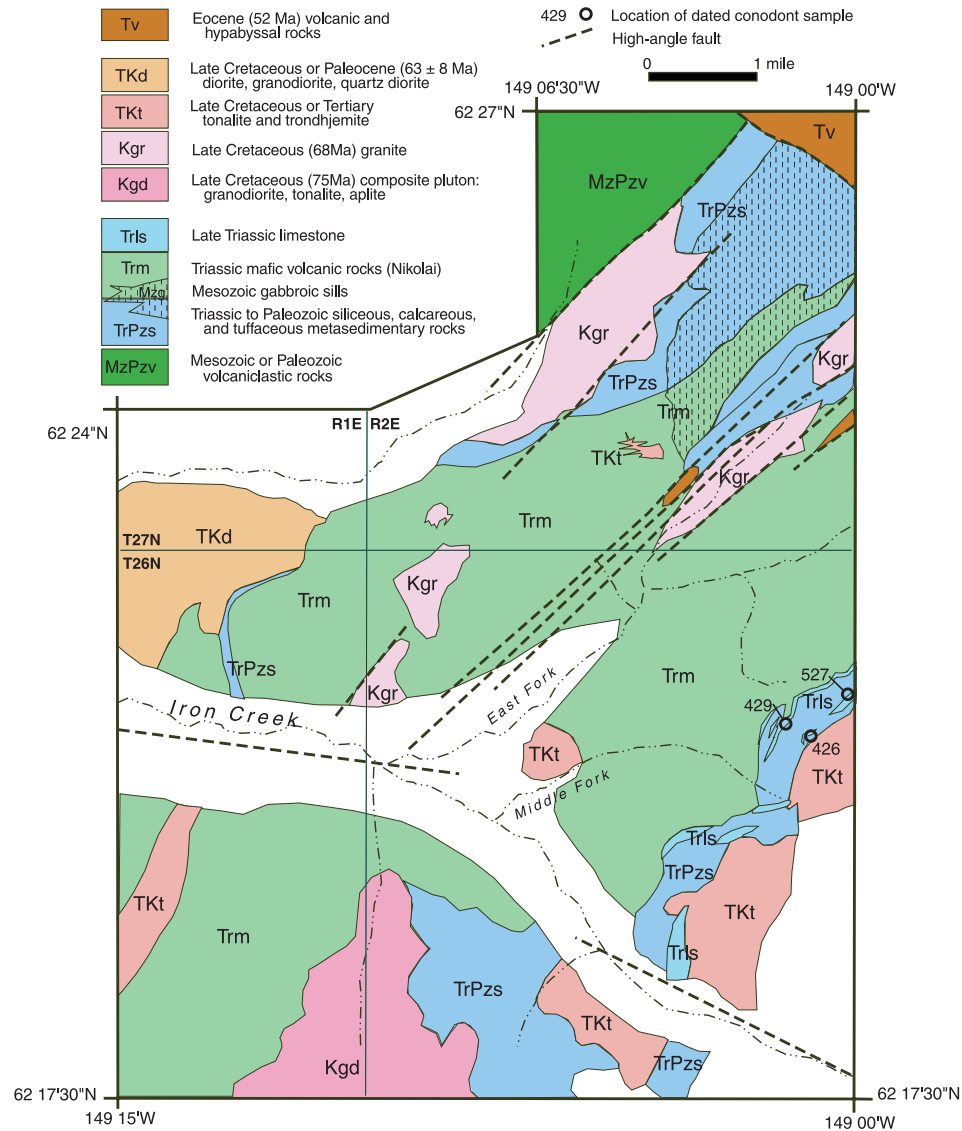 Tv
Eocene (52 Ma) volcanic and
hypabyssal rocks
TKd
Late Cretaceous or Paleocene (63 ± 8 Ma)
diorite, granodiorite, quartz diorite
TKt
Late Cretaceous or Tertiary
tonalite and trondhjemite
Kgr
Late Cretaceous (68Ma) granite
Kgd
Late Cretaceous (75Ma) composite pluton:
granodiorite, tonalite, aplite
Trls
Late Triassic limestone
Trm
Triassic mafic volcanic rocks (Nikolai)
Mzg
Mesozoic gabbroic sills
TrPzs
Triassic to Paleozoic siliceous, calcareous,
and tuffaceous metasedimentary rocks
MzPzv
Mesozoic or Paleozoic
volcaniclastic rocks
429
Location of dated conodont sample
High-angle fault
0
1 mile
149 06'30"W
149 00'W
62 27"N
Tv
MzPzv
TrPzs
Kgr
Kgr
TrPzs
Trm
62 24"N
R1E
R2E
TKt
Kgr
Trm
TKd
T27N
T26N
Kgr
Trm
TrPzs
Kgr
Trm
527
Trls
429
426
TKt
Iron Creek
East Fork
TKt
Middle Fork
Trls
TrPzs
TKt
TKt
Trm
Trls
TrPzs
TKt
TrPzs
Kgd
62 17'30"N
62 17'30"N
149 15'W
149 00'W